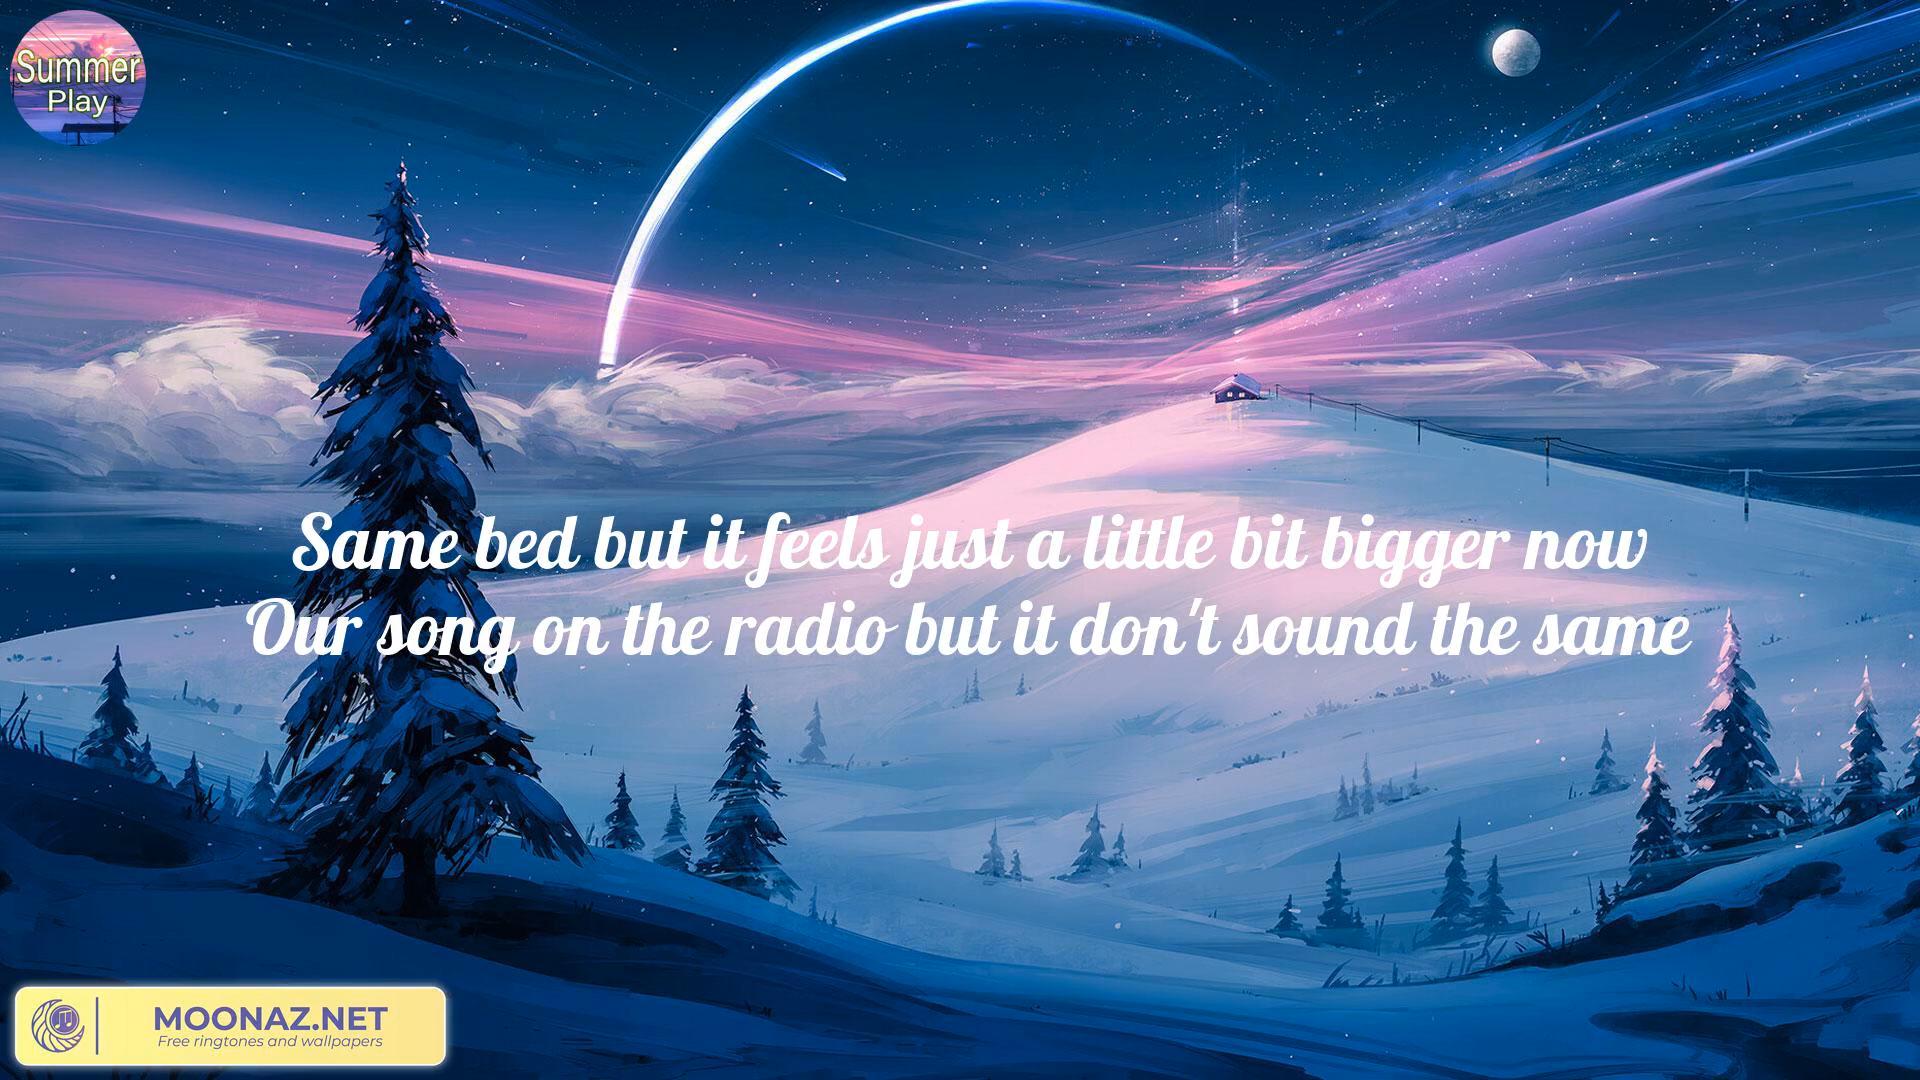 Summer
Play
Same bed but it feels just a little bit bigger now
Our song on the radio but it don't sound the same
MOONAZ.NET
Free ringtones and wallpapers